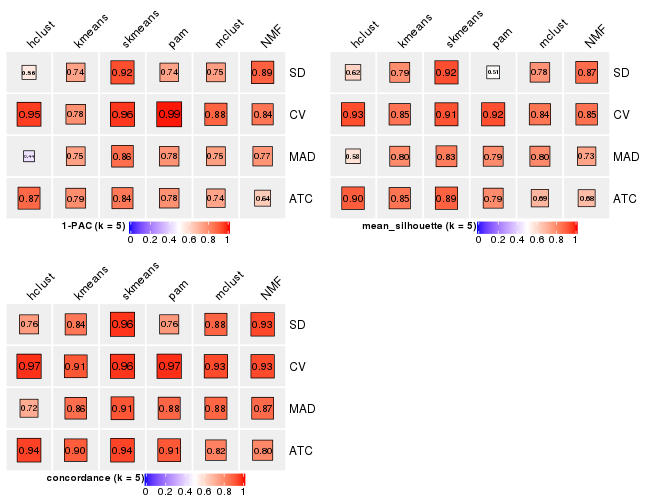 hclust kmeans skmeans pam mclust NMF
0.56 0.74 0.92 0.74 0.75 0.89 SD
0.95 0.78 0.96 0.99 0.88 0.84 CV
0.44 0.75 0.86 0.78 0.75 0.77 MAD
0.87 0.79 0.84 0.78 0.74 0.64 ATC
1-PAC (k = 5)
0 0.2 0.4 0.6 0.8 1
hclust kmeans skmeans pam mclust NMF
0.62 0.79 0.92 0.51 0.78 0.87 SD
0.93 0.85 0.91 0.92 0.84 0.85 CV
0.58 0.80 0.83 0.79 0.80 0.73 MAD
0.90 0.85 0.89 0.79 0.69 0.68 ATC
mean_silhouette (k = 5)
0 0.2 0.4 0.6 0.8 1
hclust kmeans skmeans pam mclust NMF
0.76 0.84 0.96 0.76 0.88 0.93 SD
0.97 0.91 0.96 0.97 0.93 0.93 CV
0.72 0.86 0.91 0.88 0.88 0.87 MAD
0.94 0.90 0.94 0.91 0.82 0.80 ATC
concordance (k = 5)
0 0.2 0.4 0.6 0.8 1